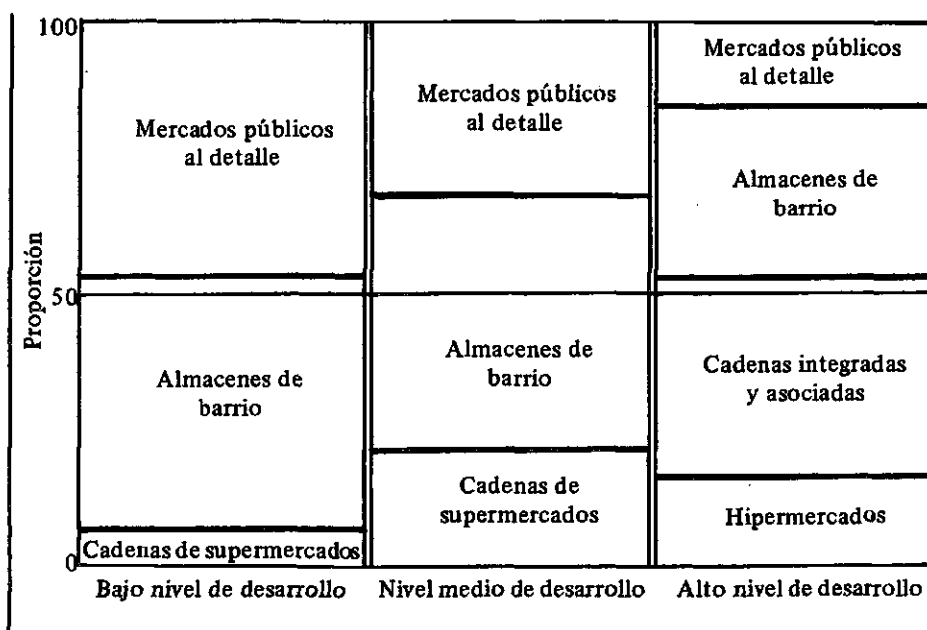 100
50
0
Proporción
Mercados públicos
al detalle
Almacenes de
barrio
Cadenas de supermercados
Bajo nivel de desarrollo
Mercados públicos
al detalle
Almacenes de
barrio
Cadenas de
supermercados
Nivel medio de desarrollo
Mercados públicos
al detalle
Almacenes de
barrio
Cadenas integradas
y asociadas
Hipermercados
Alto nivel de desarrollo